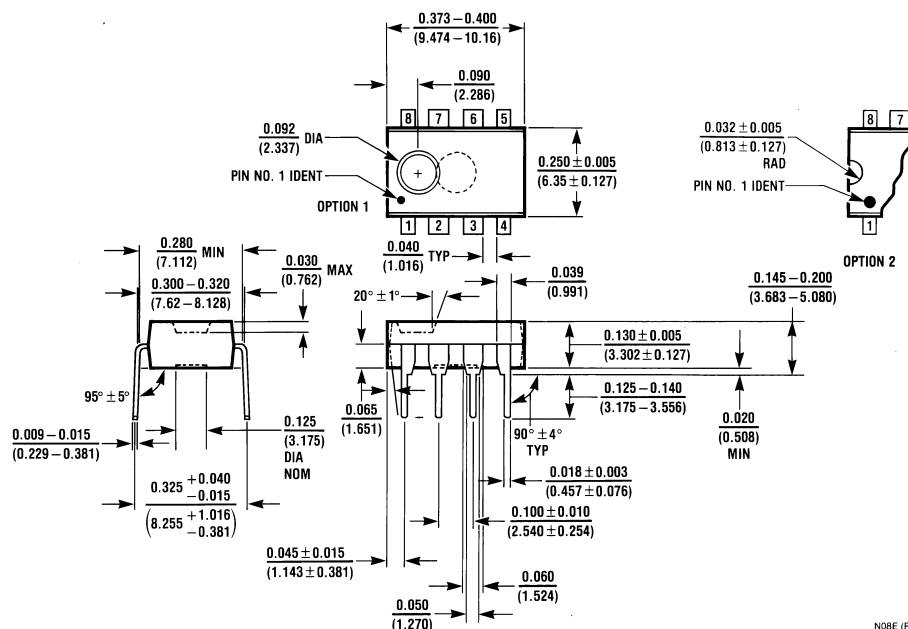 0.373 – 0.400
(9.474 – 10.16)
0.090
(2.286)
8 7 6 5
0.092 DIA
(2.337)
PIN NO. 1 IDENT
OPTION 1
+
0.250 ± 0.005
(6.35 ± 0.127)
1 2 3 4
0.032 ± 0.005
(0.813 ± 0.127)
RAD
PIN NO. 1 IDENT
8 7
1
OPTION 2
0.280 MIN
(7.112)
0.300 – 0.320
(7.62 – 8.128)
0.030 MAX
(0.762)
0.040 TYP
(1.016)
0.039
(0.991)
0.145 – 0.200
(3.683 – 5.080)
20° ± 1°
0.130 ± 0.005
(3.302 ± 0.127)
0.125 – 0.140
(3.175 – 3.556)
0.020
(0.508)
MIN
95° ± 5°
0.009 – 0.015
(0.229 – 0.381)
0.125
(3.175)
DIA
NOM
0.065
(1.651)
90° ± 4°
TYP
0.018 ± 0.003
(0.457 ± 0.076)
0.325 +0.040
–0.015
(8.255 +1.016
–0.381)
0.100 ± 0.010
(2.540 ± 0.254)
0.045 ± 0.015
(1.143 ± 0.381)
0.060
(1.524)
0.050
(1.270)